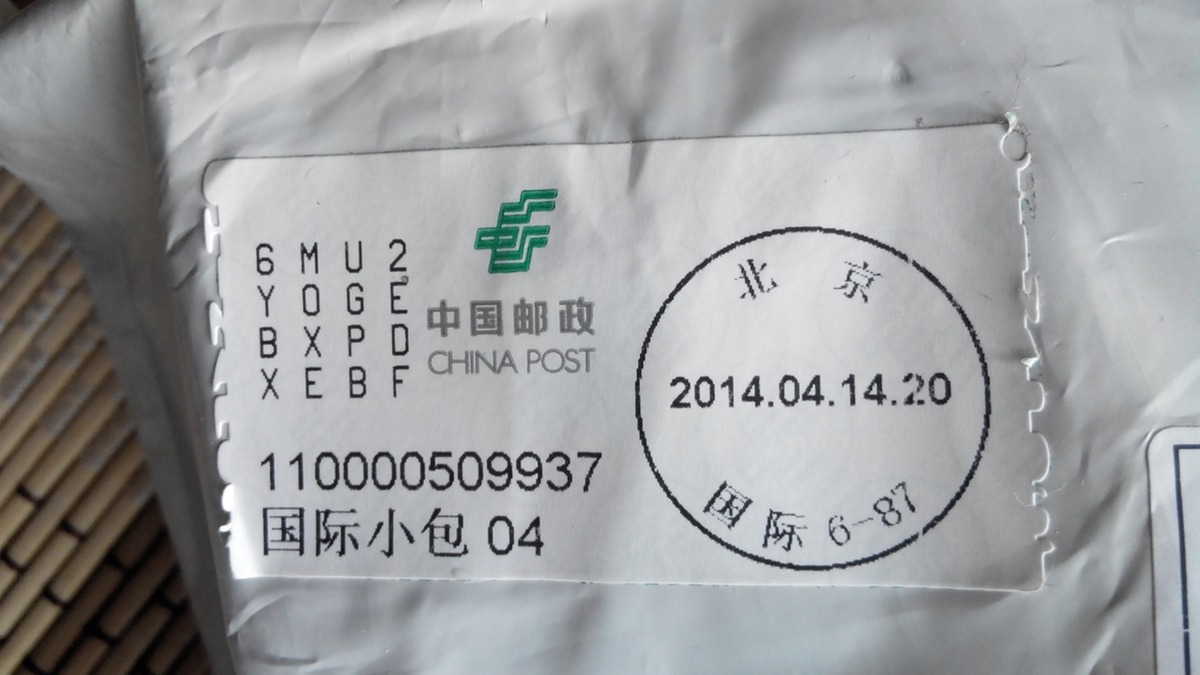 6 M U 2
Y O G E
B X P D
X E B F
中国邮政
CHINA POST
110000509937
国际小包 04
北京
2014.04.14.20
国际 6-87